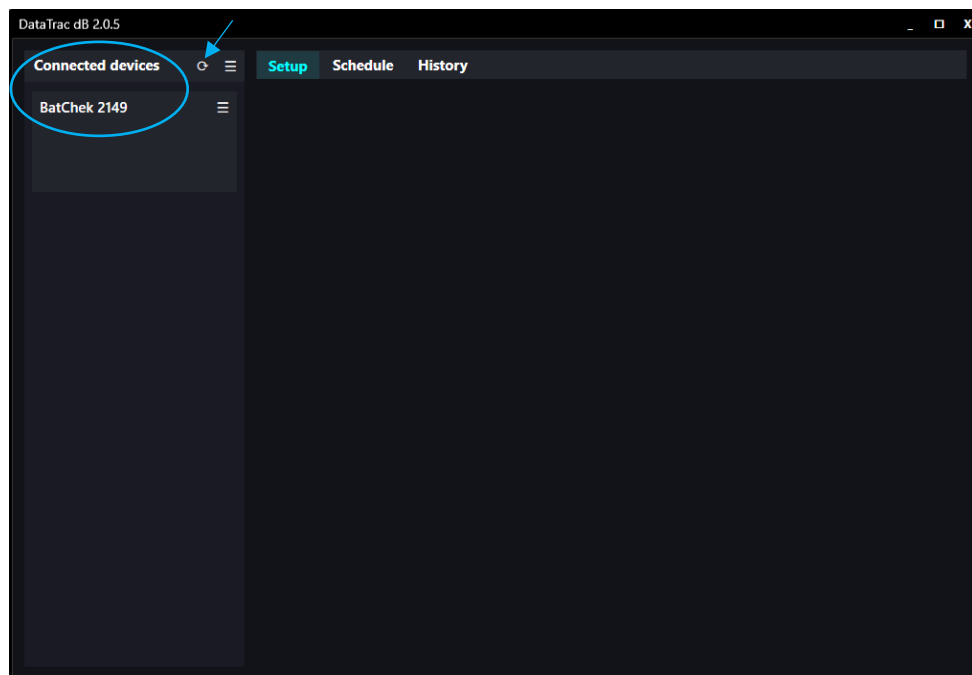 DataTrac dB 2.0.5
Connected devices
Setup Schedule History
BatChek 2149